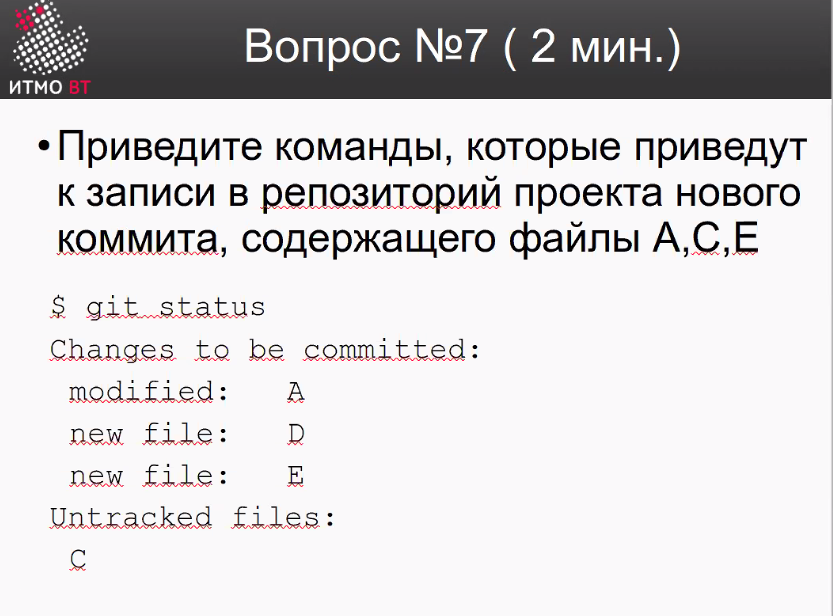 ИТМО ВТ
Вопрос №7 ( 2 мин.)
•Приведите команды, которые приведут
к записи в репозиторий проекта нового
коммита, содержащего файлы A,C,E
$ git status
Changes to be committed:
modified: A
new file: D
new file: E
Untracked files:
C